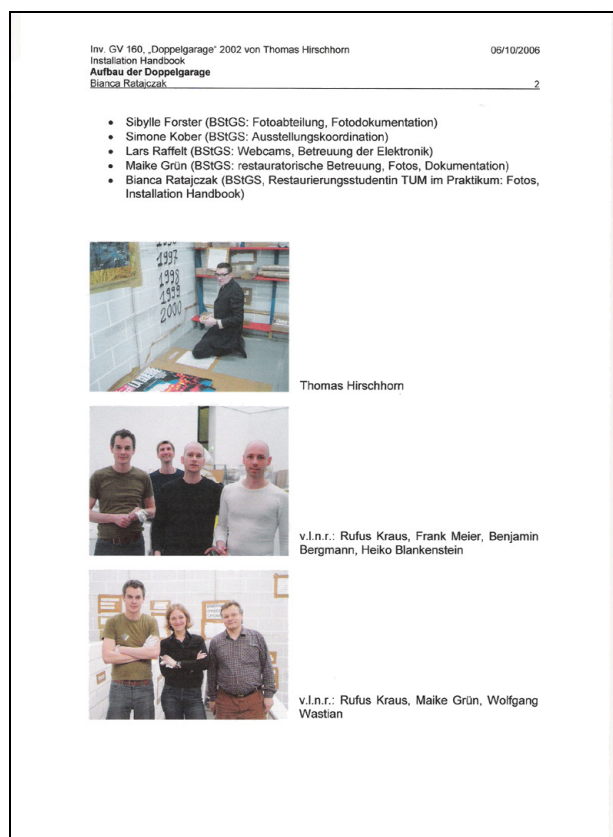 Inv. GV 160, „Doppelgarage" 2002 von Thomas Hirschhorn 06/10/2006
Installation Handbook
Aufbau der Doppelgarage
Bianca Ratajczak 2
• Sibylle Forster (BStGS: Fotoabteilung, Fotodokumentation)
• Simone Kober (BStGS: Ausstellungskoordination)
• Lars Raffelt (BStGS: Webcams, Betreuung der Elektronik)
• Maike Grün (BStGS: restauratorische Betreuung, Fotos, Dokumentation)
• Bianca Ratajczak (BStGS, Restaurierungsstudentin TUM im Praktikum: Fotos,
Installation Handbook)
1997
1998
1999
2000
Thomas Hirschhorn
v.l.n.r.: Rufus Kraus, Frank Meier, Benjamin
Bergmann, Heiko Blankenstein
v.l.n.r.: Rufus Kraus, Maike Grün, Wolfgang
Wastian